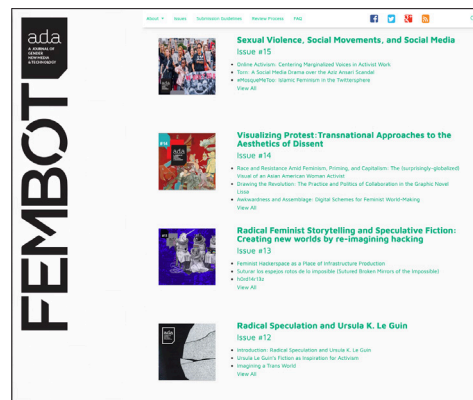 ada
A JOURNAL OF
GENDER
NEW MEDIA
& TECHNOLOGY
FEMBOT
About Issues Submission Guidelines Review Process FAQ
Sexual Violence, Social Movements, and Social Media
Issue #15
Online Activism: Centering Marginalized Voices in Activist Work
Torn: A Social Media Drama over the Aziz Ansari Scandal
#MosqueMeToo: Islamic Feminism in the Twittersphere
View All
#14
ada
Visualizing Protest:Transnational Approaches to the
Aesthetics of Dissent
Issue #14
Race and Resistance Amid Feminism, Priming, and Capitalism: The (surprisingly-globalized)
Visual of an Asian American Woman Activist
Drawing the Revolution: The Practice and Politics of Collaboration in the Graphic Novel
Lissa
Awkwardness and Assemblage: Digital Schemes for Feminist World-Making
View All
Radical Feminist Storytelling and Speculative Fiction:
Creating new worlds by re-imagining hacking
Issue #13
Feminist Hackerspace as a Place of Infrastructure Production
Suturar los espejos rotos de lo imposible (Sutured Broken Mirrors of the Impossible)
View All
ada
Radical Speculation and Ursula K. Le Guin
Issue #12
Introduction: Radical Speculation and Ursula K. Le Guin
Ursula Le Guin's Fiction as Inspiration for Activism
Imagining a Trans World
View All